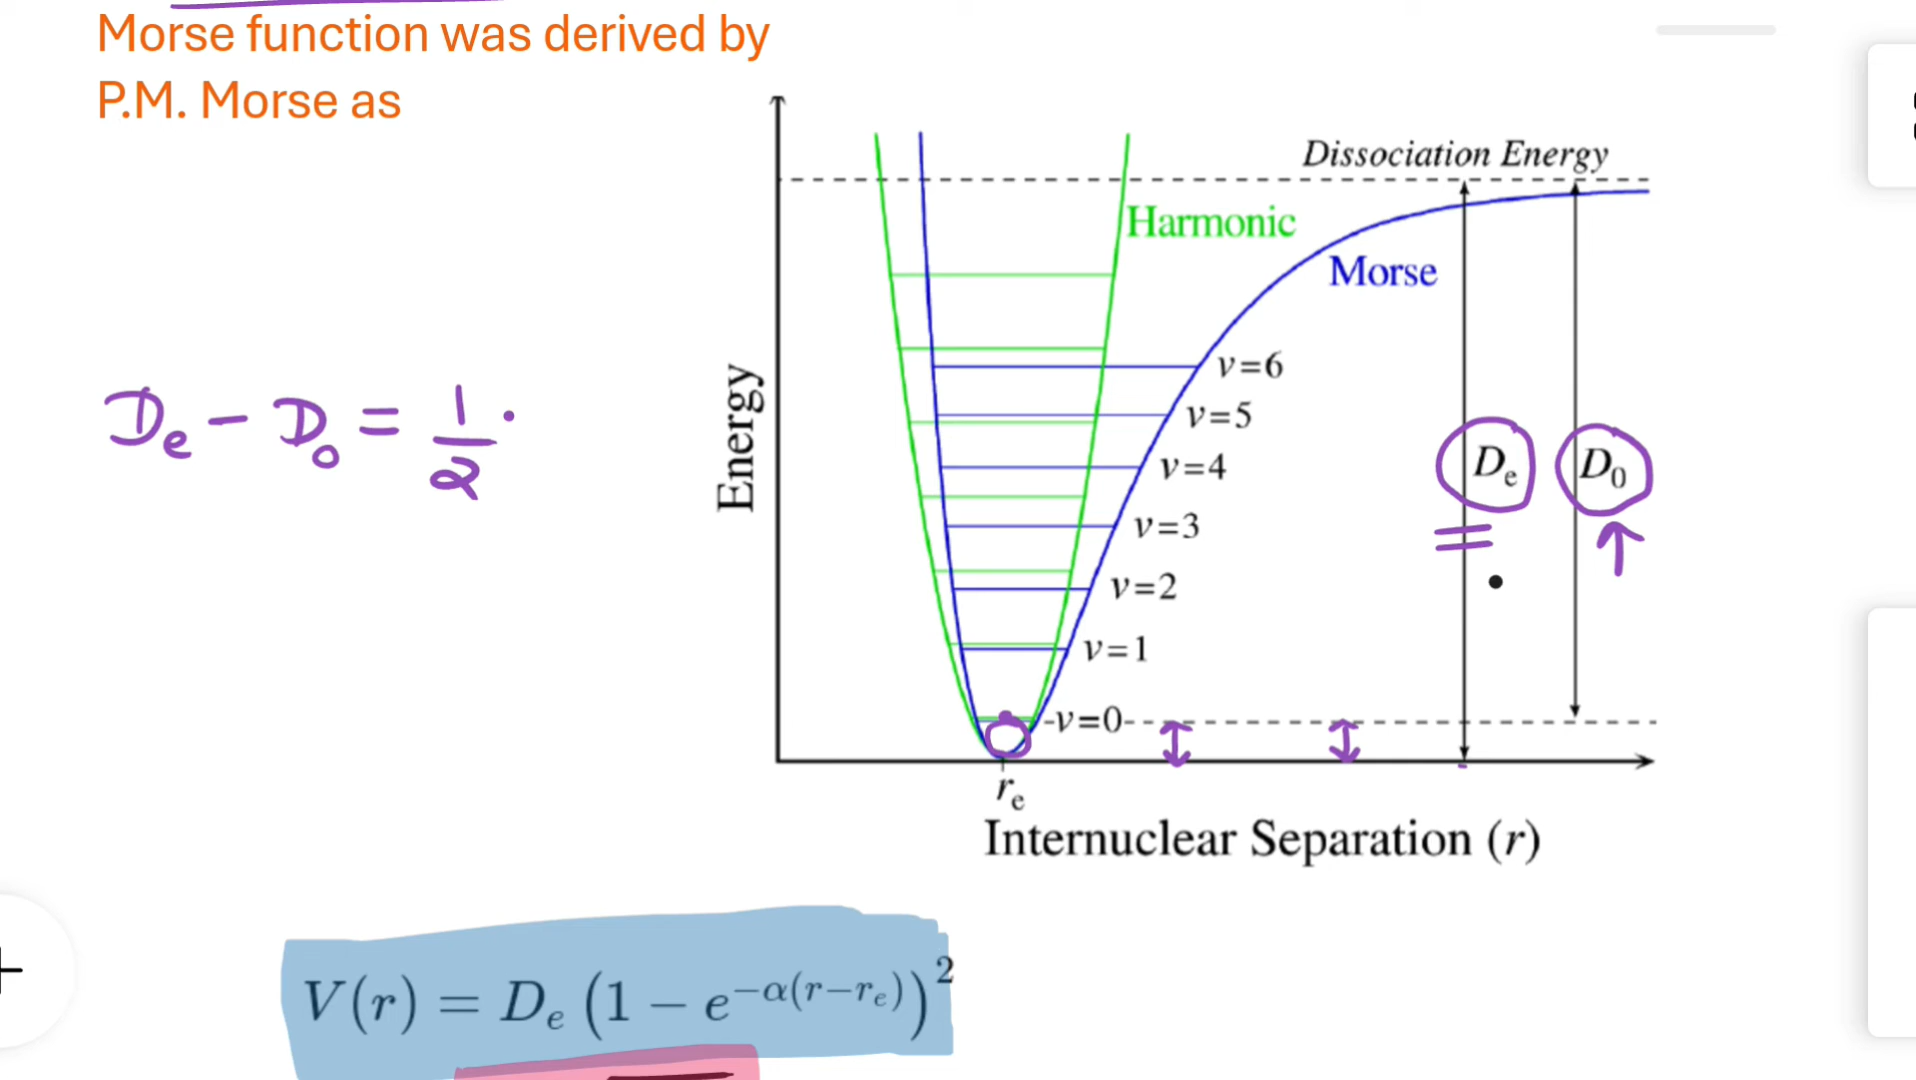 Morse function was derived by
P.M. Morse as
Dissociation Energy
Harmonic
Morse
Energy
v=6
v=5
v=4
v=3
v=2
v=1
v=0
De
D0
De - D0 = 1/2 ·
re
Internuclear Separation (r)
V(r) = De (1 − e^−α(r−re))^2